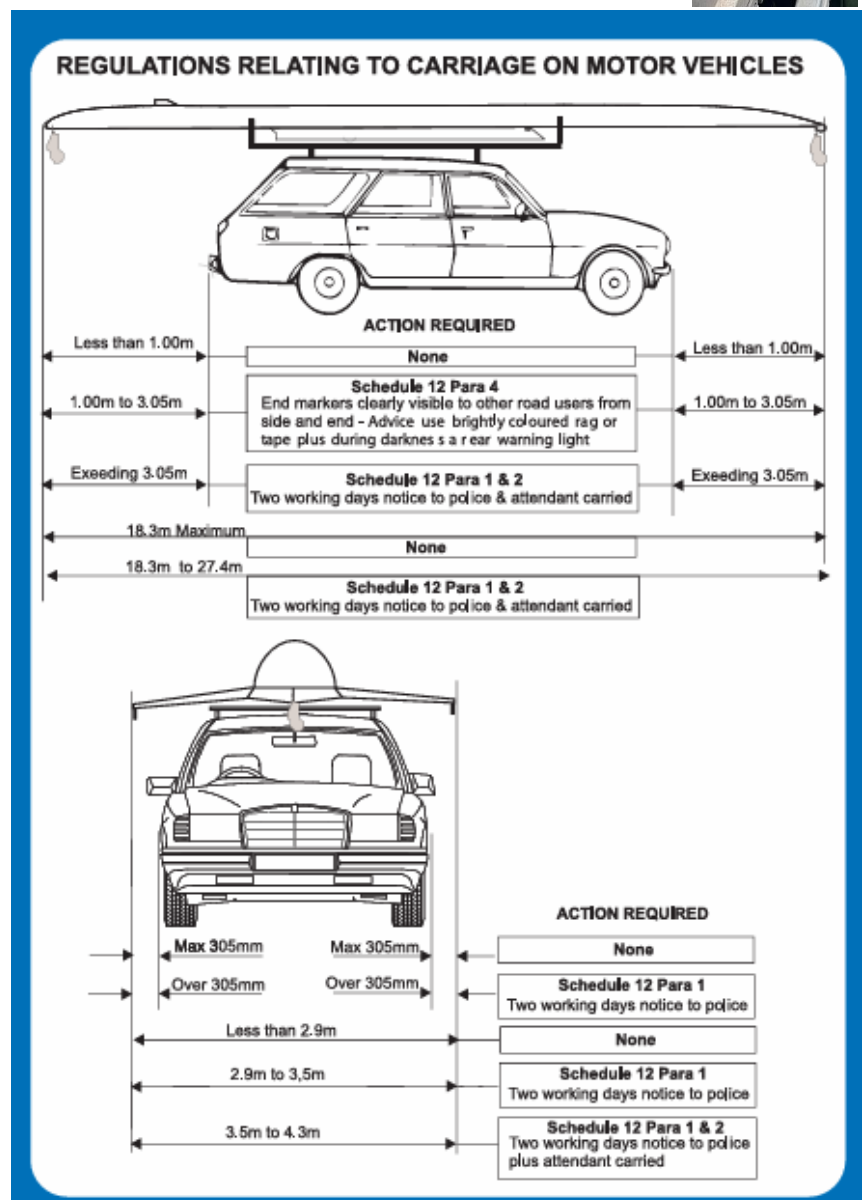 REGULATIONS RELATING TO CARRIAGE ON MOTOR VEHICLES
ACTION REQUIRED
Less than 1.00m
None
Less than 1.00m
Schedule 12 Para 4
1.00m to 3.05m
End markers clearly visible to other road users from
side and end – Advice use brightly coloured rag or
tape plus during darknes s a r ear warning light
1.00m to 3.05m
Exeeding 3.05m
Schedule 12 Para 1 & 2
Two working days notice to police & attendant carried
Exeeding 3.05m
18.3m Maximum
None
18.3m to 27.4m
Schedule 12 Para 1 & 2
Two working days notice to police & attendant carried
ACTION REQUIRED
Max 305mm
Max 305mm
None
Over 305mm
Over 305mm
Schedule 12 Para 1
Two working days notice to police
Less than 2.9m
None
2.9m to 3,5m
Schedule 12 Para 1
Two working days notice to police
3.5m to 4.3m
Schedule 12 Para 1 & 2
Two working days notice to police
plus attendant carried